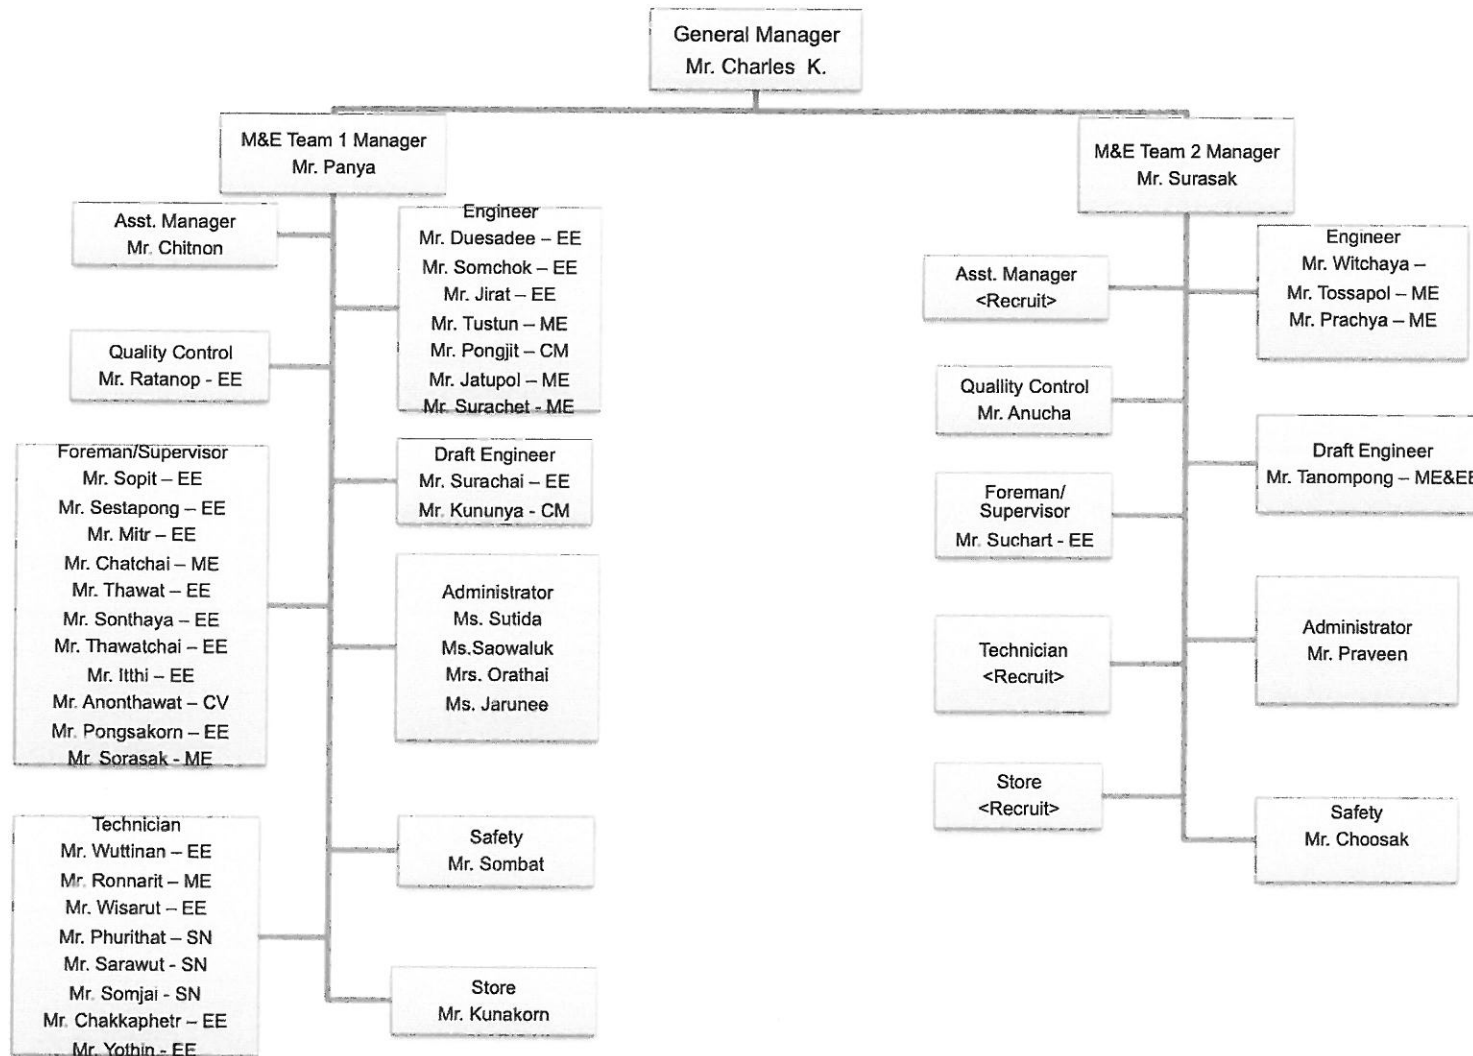 General Manager
Mr. Charles K.
M&E Team 1 Manager
Mr. Panya
Asst. Manager
Mr. Chitnon
Quality Control
Mr. Ratanop - EE
Foreman/Supervisor
Mr. Sopit – EE
Mr. Sestapong – EE
Mr. Mitr – EE
Mr. Chatchai – ME
Mr. Thawat – EE
Mr. Sonthaya – EE
Mr. Thawatchai – EE
Mr. Itthi – EE
Mr. Anonthawat – CV
Mr. Pongsakorn – EE
Mr. Sorasak - ME
Technician
Mr. Wuttinan – EE
Mr. Ronnarit – ME
Mr. Wisarut – EE
Mr. Phurithat – SN
Mr. Sarawut - SN
Mr. Somjai - SN
Mr. Chakkaphetr – EE
Mr. Yothin - EE
Engineer
Mr. Duesadee – EE
Mr. Somchok – EE
Mr. Jirat – EE
Mr. Tustun – ME
Mr. Pongjit – CM
Mr. Jatupol – ME
Mr. Surachet - ME
Draft Engineer
Mr. Surachai – EE
Mr. Kununya - CM
Administrator
Ms. Sutida
Ms.Saowaluk
Mrs. Orathai
Ms. Jarunee
Safety
Mr. Sombat
Store
Mr. Kunakorn
M&E Team 2 Manager
Mr. Surasak
Asst. Manager
<Recruit>
Quallity Control
Mr. Anucha
Foreman/
Supervisor
Mr. Suchart - EE
Technician
<Recruit>
Store
<Recruit>
Engineer
Mr. Witchaya –
Mr. Tossapol – ME
Mr. Prachya – ME
Draft Engineer
Mr. Tanompong – ME&EE
Administrator
Mr. Praveen
Safety
Mr. Choosak